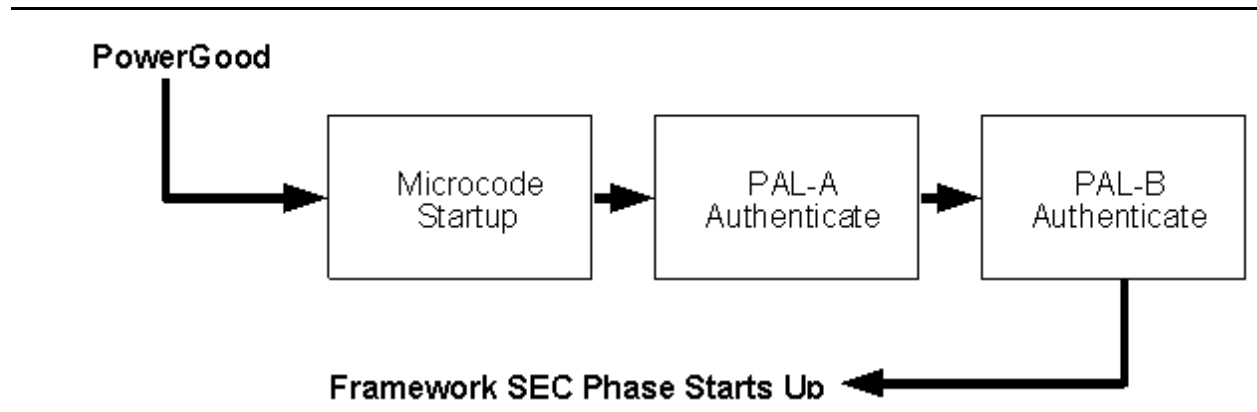 PowerGood
Microcode
Startup
PAL-A
Authenticate
PAL-B
Authenticate
Framework SEC Phase Starts Up